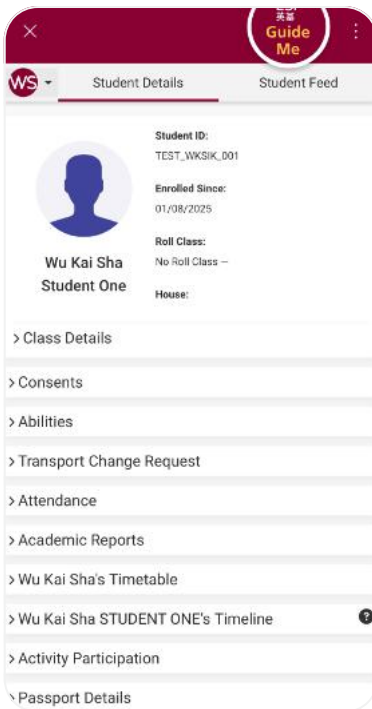 英基
Guide
Me
WS
Student Details
Student Feed
Student ID:
TEST_WKSIK_001
Enrolled Since:
01/08/2025
Roll Class:
No Roll Class --
House:
Wu Kai Sha
Student One
Class Details
Consents
Abilities
Transport Change Request
Attendance
Academic Reports
Wu Kai Sha's Timetable
Wu Kai Sha STUDENT ONE's Timeline
?
Activity Participation
Passport Details